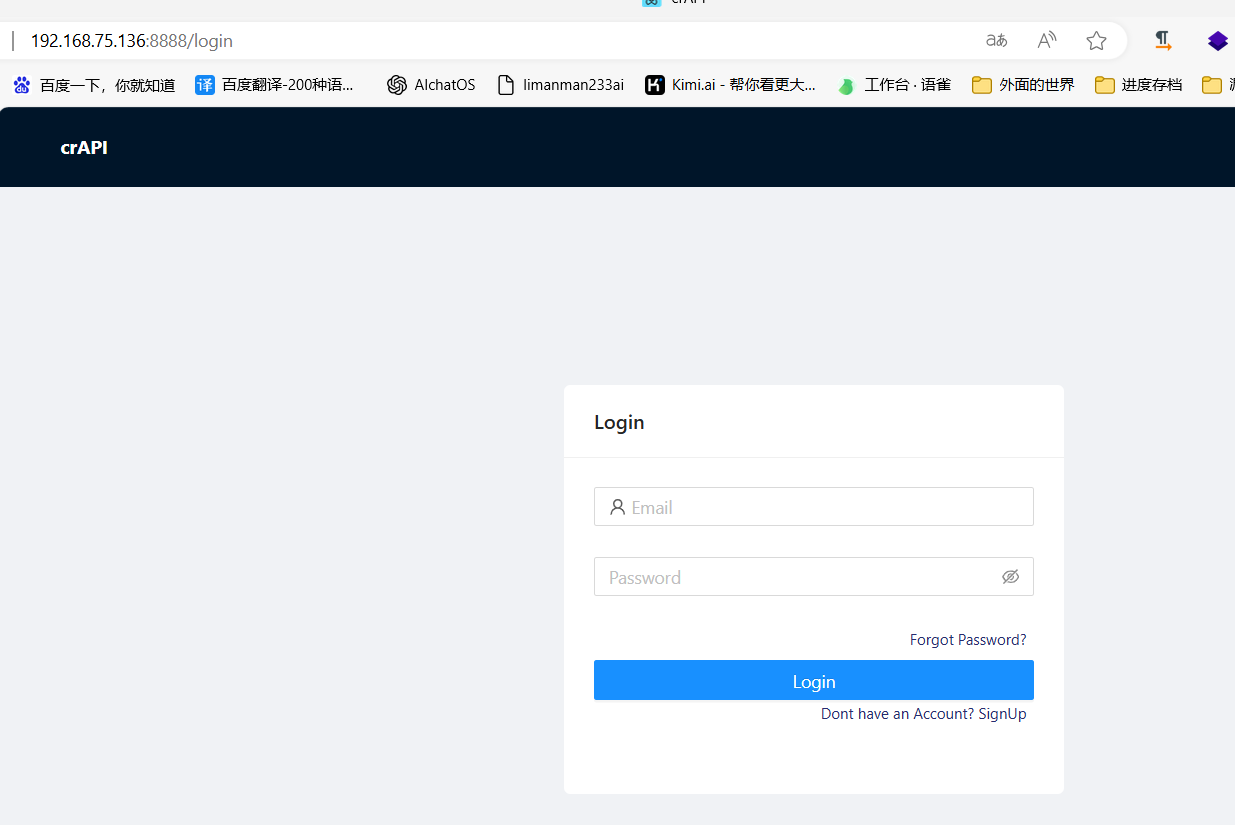 192.168.75.136:8888/login
百度一下，你就知道 百度翻译-200种语... AIchatOS limanman233ai Kimi.ai - 帮你看更大... 工作台 · 语雀 外面的世界 进度存档
crAPI
Login
Email
Password
Forgot Password?
Login
Dont have an Account? SignUp